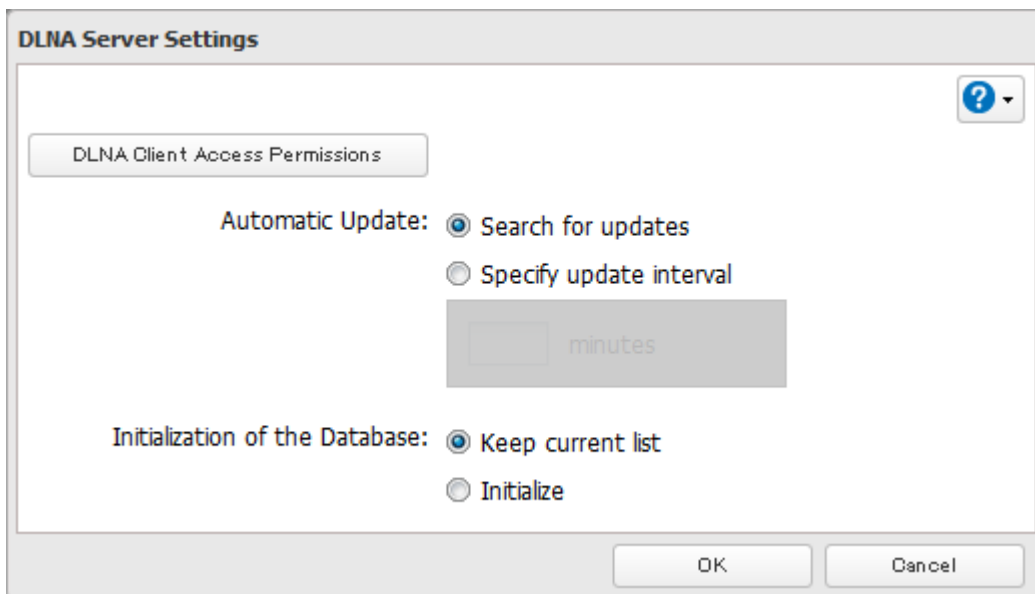 DLNA Server Settings
?
DLNA Client Access Permissions
Automatic Update: Search for updates
Specify update interval
minutes
Initialization of the Database: Keep current list
Initialize
OK Cancel